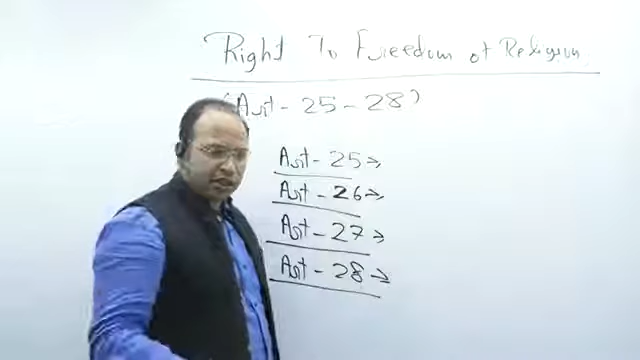 Right To Freedom of Religion
(Art - 25 - 28)
Art - 25 →
Art - 26 →
Art - 27 →
Art - 28 →